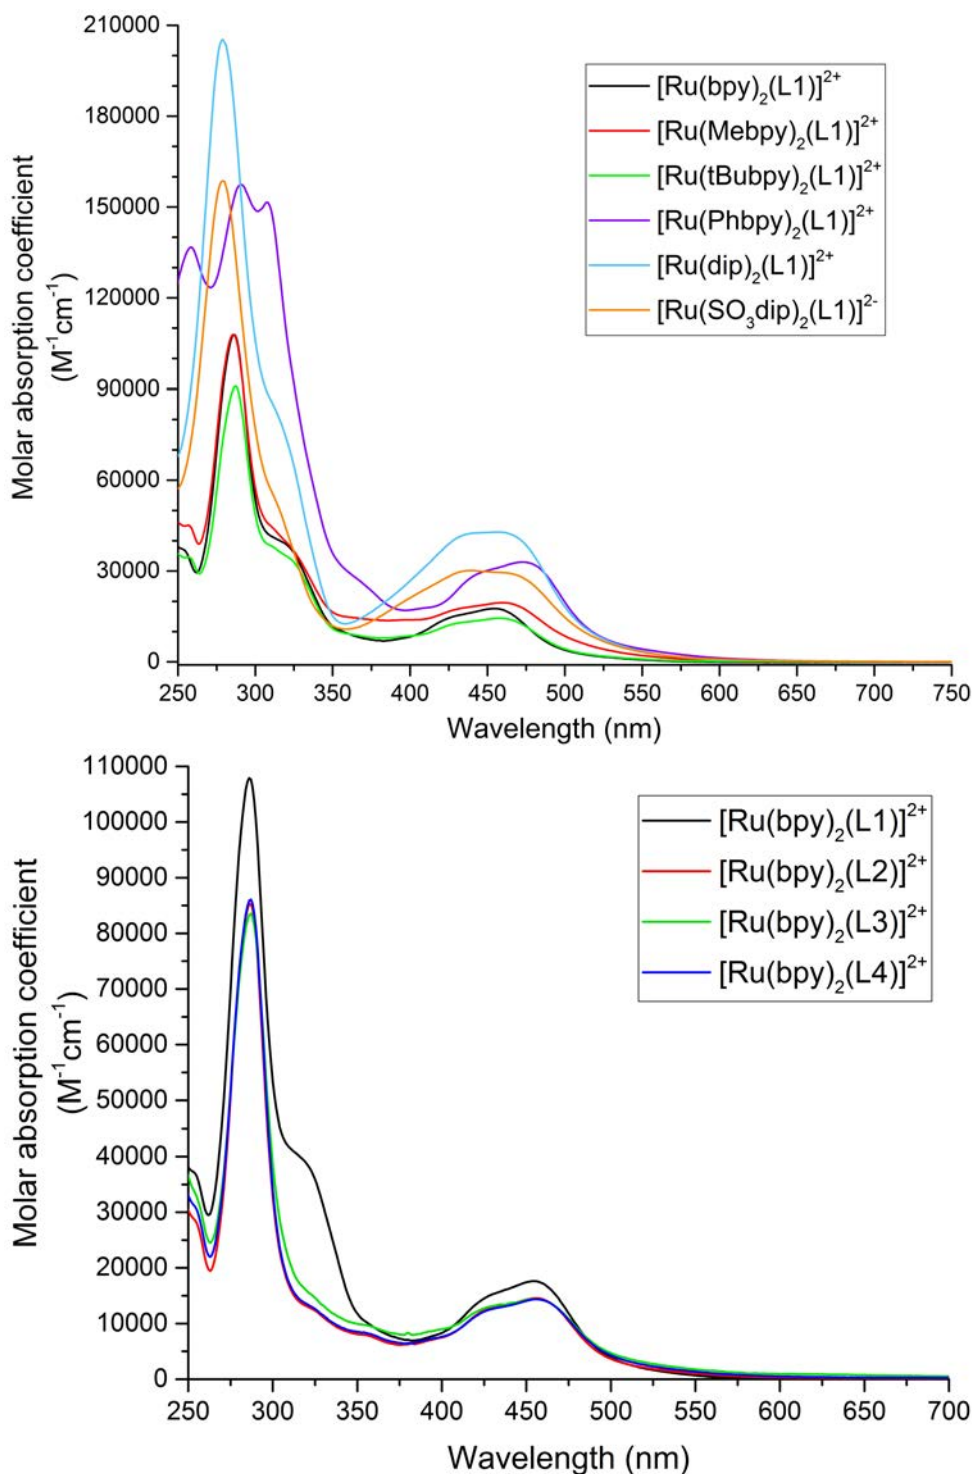 210000
180000
150000
120000
90000
60000
30000
0
Molar absorption coefficient
(M⁻¹cm⁻¹)
[Ru(bpy)₂(L1)]²⁺
[Ru(Mebpy)₂(L1)]²⁺
[Ru(tBubpy)₂(L1)]²⁺
[Ru(Phbpy)₂(L1)]²⁺
[Ru(dip)₂(L1)]²⁺
[Ru(SO₃dip)₂(L1)]²⁻
250 300 350 400 450 500 550 600 650 700 750
Wavelength (nm)
110000
100000
90000
80000
70000
60000
50000
40000
30000
20000
10000
0
Molar absorption coefficient
(M⁻¹cm⁻¹)
[Ru(bpy)₂(L1)]²⁺
[Ru(bpy)₂(L2)]²⁺
[Ru(bpy)₂(L3)]²⁺
[Ru(bpy)₂(L4)]²⁺
250 300 350 400 450 500 550 600 650 700
Wavelength (nm)